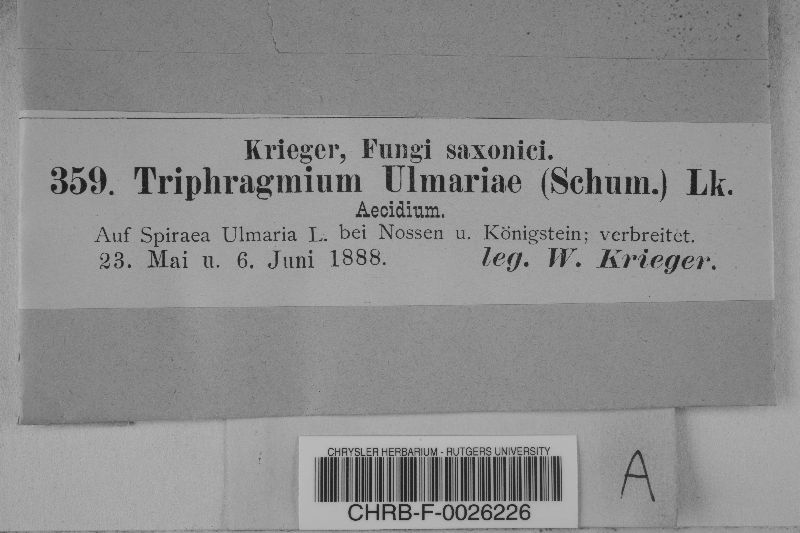 Krieger, Fungi saxonici.
359. Triphragmium Ulmariae (Schum.) Lk.
Aecidium.
Auf Spiraea Ulmaria L. bei Nossen u. Königstein; verbreitet.
23. Mai u. 6. Juni 1888. leg. W. Krieger.
CHRYSLER HERBARIUM - RUTGERS UNIVERSITY
CHRB-F-0026226
A